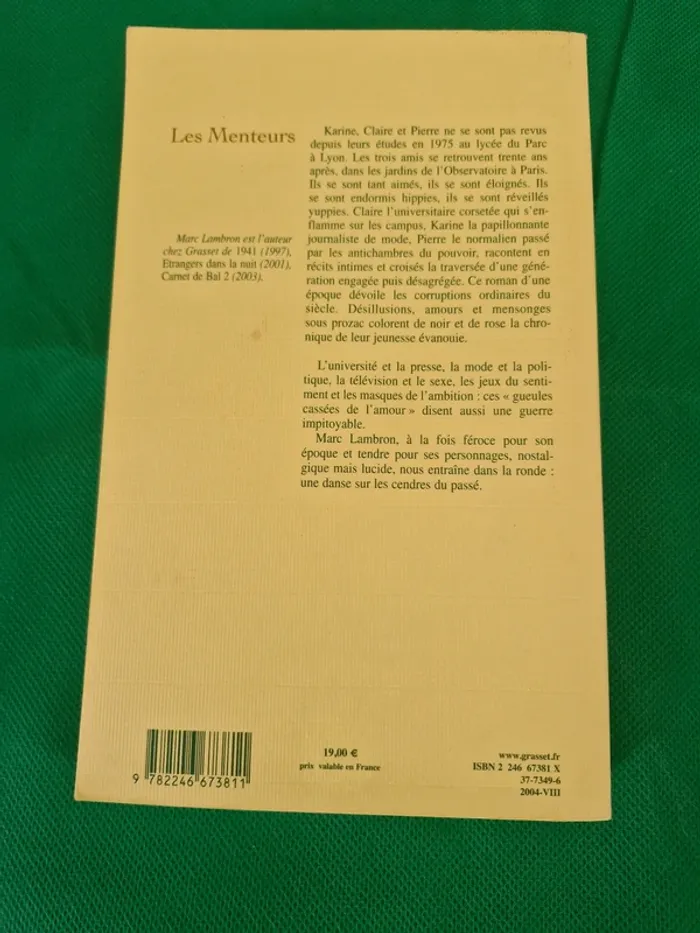 Les Menteurs
Marc Lambron est l'auteur
chez Grasset de 1941 (1997),
Etrangers dans la nuit (2001),
Carnet de Bal 2 (2003).
Karine, Claire et Pierre ne se sont pas revus
depuis leurs études en 1975 au lycée du Parc
à Lyon. Les trois amis se retrouvent trente ans
après, dans les jardins de l'Observatoire à Paris.
Ils se sont tant aimés, ils se sont éloignés. Ils
se sont endormis hippies, ils se sont réveillés
yuppies. Claire l'universitaire corsetée qui s'en-
flamme sur les campus, Karine la papillonnante
journaliste de mode, Pierre le normalien passé
par les antichambres du pouvoir, racontent en
récits intimes et croisés la traversée d'une géné-
ration engagée puis désagrégée. Ce roman d'une
époque dévoile les corruptions ordinaires du
siècle. Désillusions, amours et mensonges
sous prozac colorent de noir et de rose la chro-
nique de leur jeunesse évanouie.
L'université et la presse, la mode et la poli-
tique, la télévision et le sexe, les jeux du senti-
ment et les masques de l'ambition : ces « gueules
cassées de l'amour » disent aussi une guerre
impitoyable.
Marc Lambron, à la fois féroce pour son
époque et tendre pour ses personnages, nostal-
gique mais lucide, nous entraîne dans la ronde :
une danse sur les cendres du passé.
9 782246 673811
19,00 €
prix valable en France
www.grasset.fr
ISBN 2 246 67381 X
37-7349-6
2004-VIII